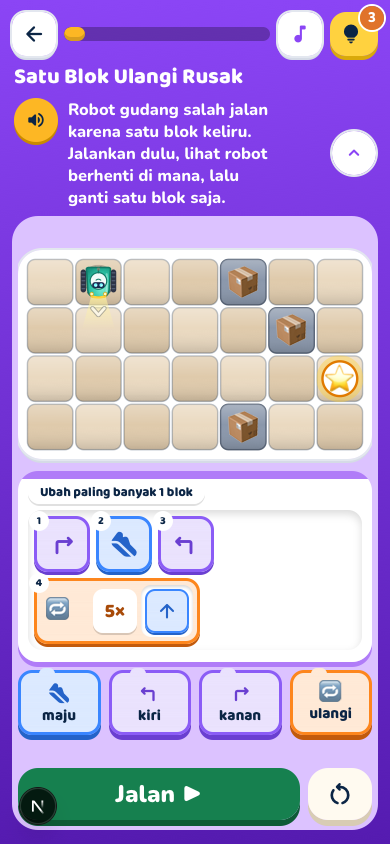 3
Satu Blok Ulangi Rusak
Robot gudang salah jalan
karena satu blok keliru.
Jalankan dulu, lihat robot
berhenti di mana, lalu
ganti satu blok saja.
Ubah paling banyak 1 blok
1 2 3
4
5×
maju kiri kanan ulangi
Jalan
N